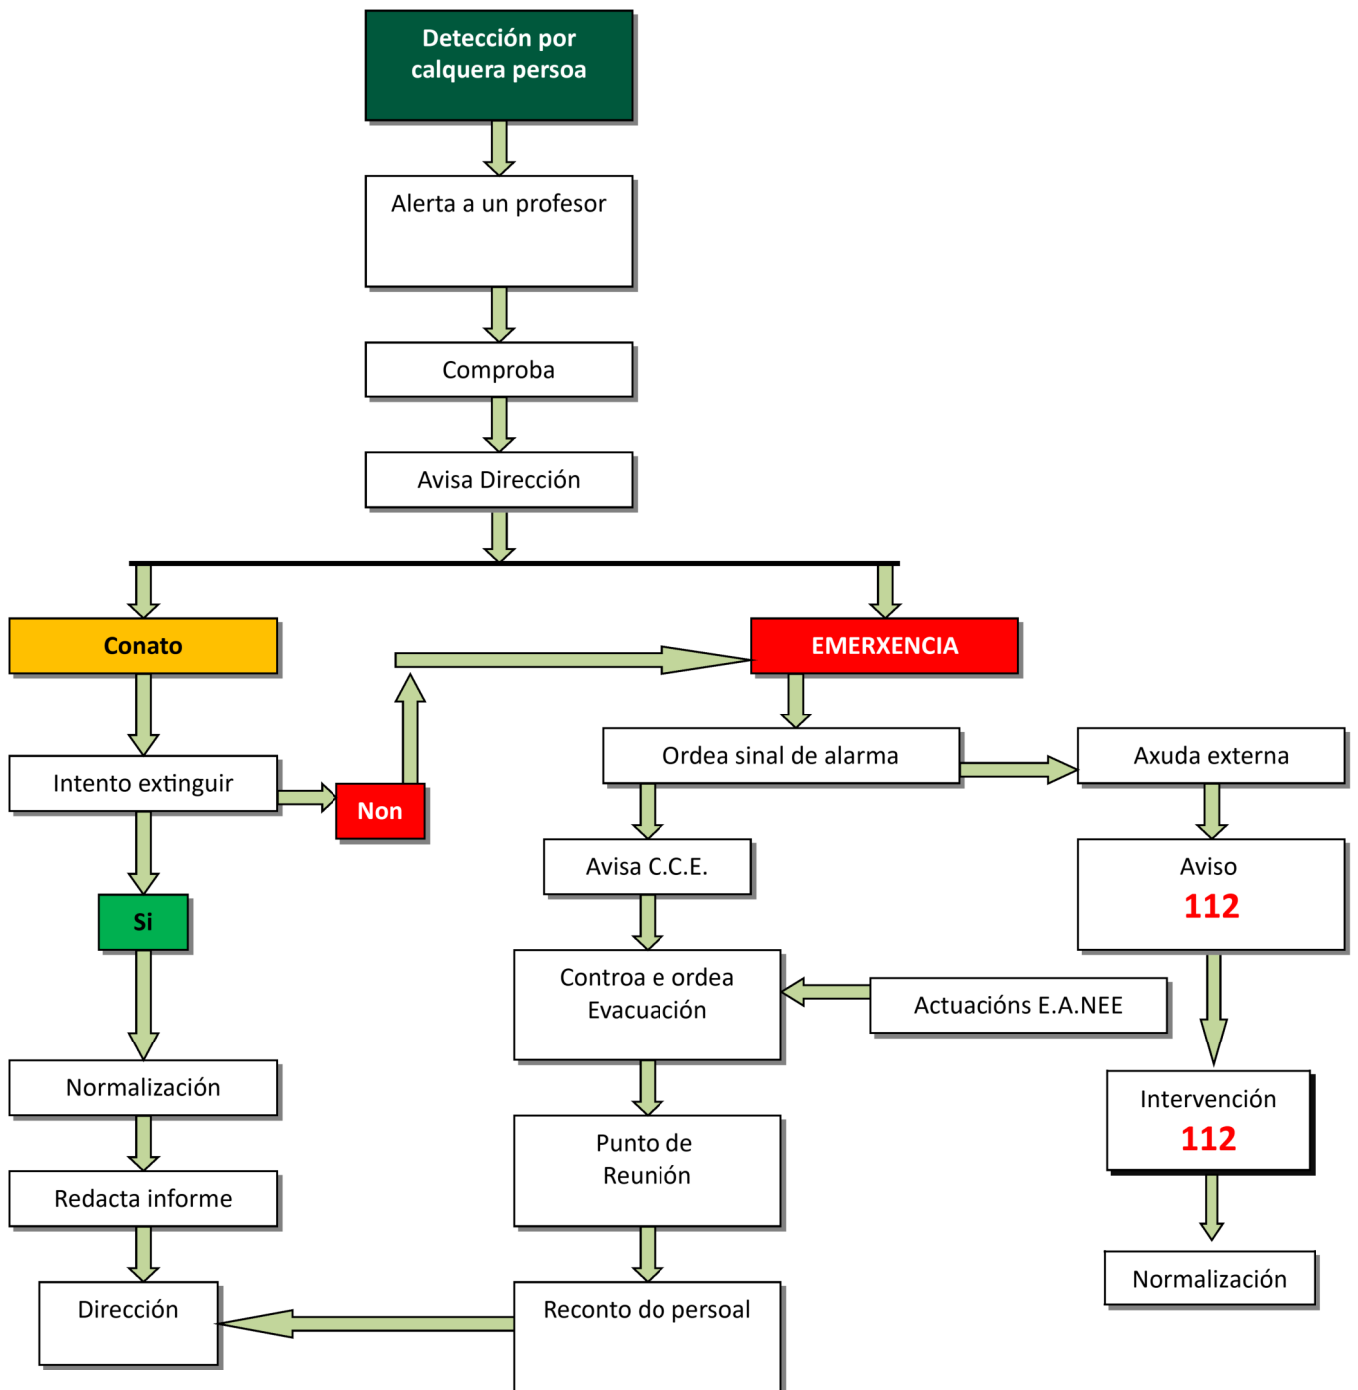 Detección por
calquera persoa
Alerta a un profesor
Comproba
Avisa Dirección
Conato
EMERXENCIA
Ordea sinal de alarma
Axuda externa
Intento extinguir
Non
Avisa C.C.E.
Aviso
112
Si
Controa e ordea
Evacuación
Actuacións E.A.NEE
Normalización
Intervención
112
Punto de
Reunión
Redacta informe
Normalización
Dirección
Reconto do persoal